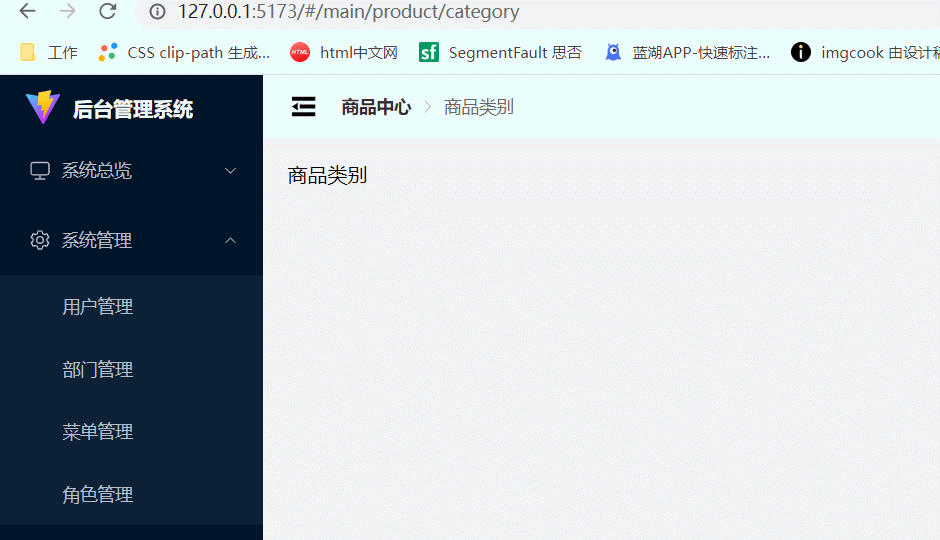 127.0.0.1:5173/#/main/product/category
工作 CSS clip-path 生成... HTML html中文网 sf SegmentFault 思否 蓝湖APP-快速标注... i imgcook 由设计稿
后台管理系统
商品中心 > 商品类别
系统总览
商品类别
系统管理
用户管理
部门管理
菜单管理
角色管理